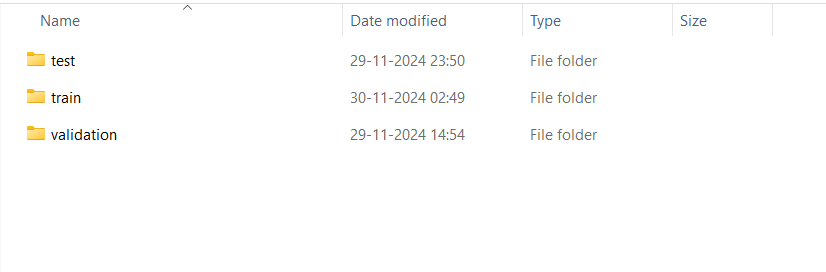 Name Date modified Type Size
test 29-11-2024 23:50 File folder
train 30-11-2024 02:49 File folder
validation 29-11-2024 14:54 File folder